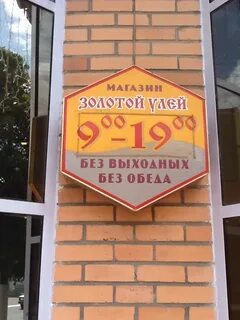 МАГАЗИН
ЗОЛОТОЙ УЛЕЙ
9⁰⁰-19⁰⁰
БЕЗ ВЫХОДНЫХ
БЕЗ ОБЕДА